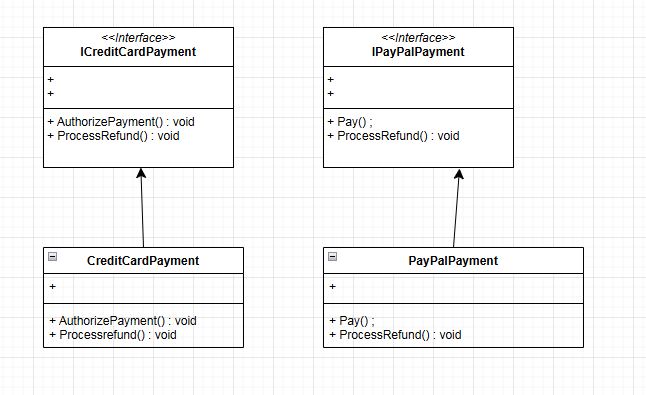 <<Interface>>
ICreditCardPayment
+
+
+ AuthorizePayment() : void
+ ProcessRefund() : void
<<Interface>>
IPayPalPayment
+
+
+ Pay() ;
+ ProcessRefund() : void
CreditCardPayment
+
+ AuthorizePayment() : void
+ Processrefund() : void
PayPalPayment
+
+ Pay() ;
+ ProcessRefund() : void